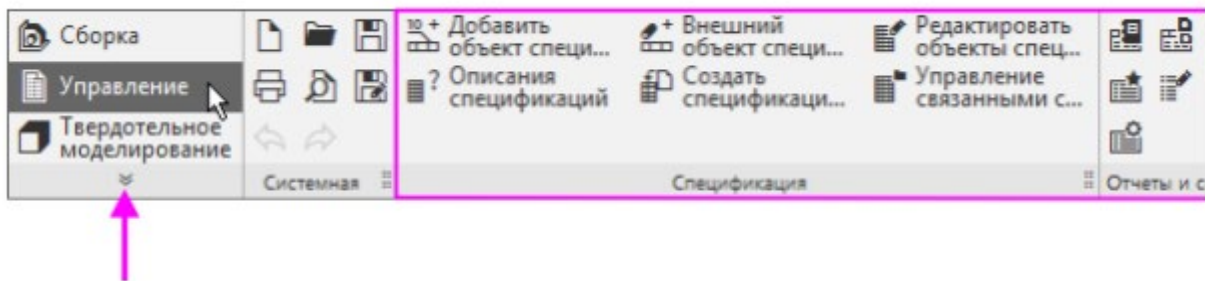 Сборка
Управление
Твердотельное
моделирование
Системная
10 +
Добавить
объект специ...
?
Описания
спецификаций
+
Внешний
объект специ...
Создать
спецификаци...
Редактировать
объекты спец...
Управление
связанными с...
Спецификация
Отчеты и с